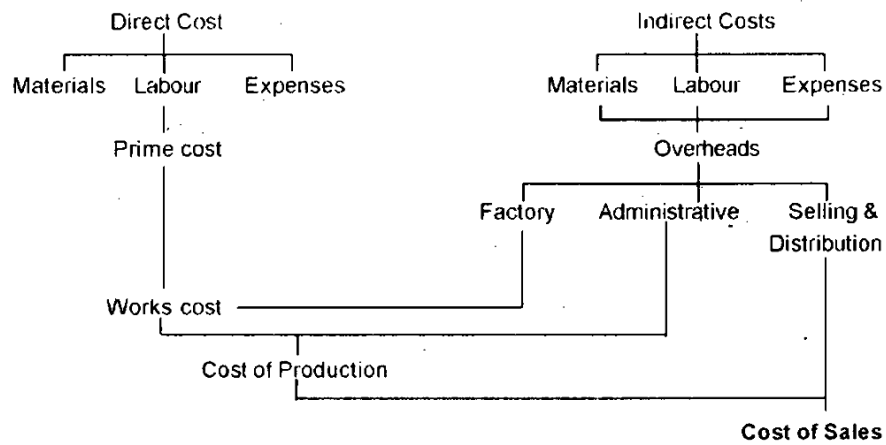 Direct Cost Indirect Costs
Materials Labour Expenses Materials Labour Expenses
Prime cost Overheads
Factory Administrative Selling &
Distribution
Works cost
Cost of Production
Cost of Sales